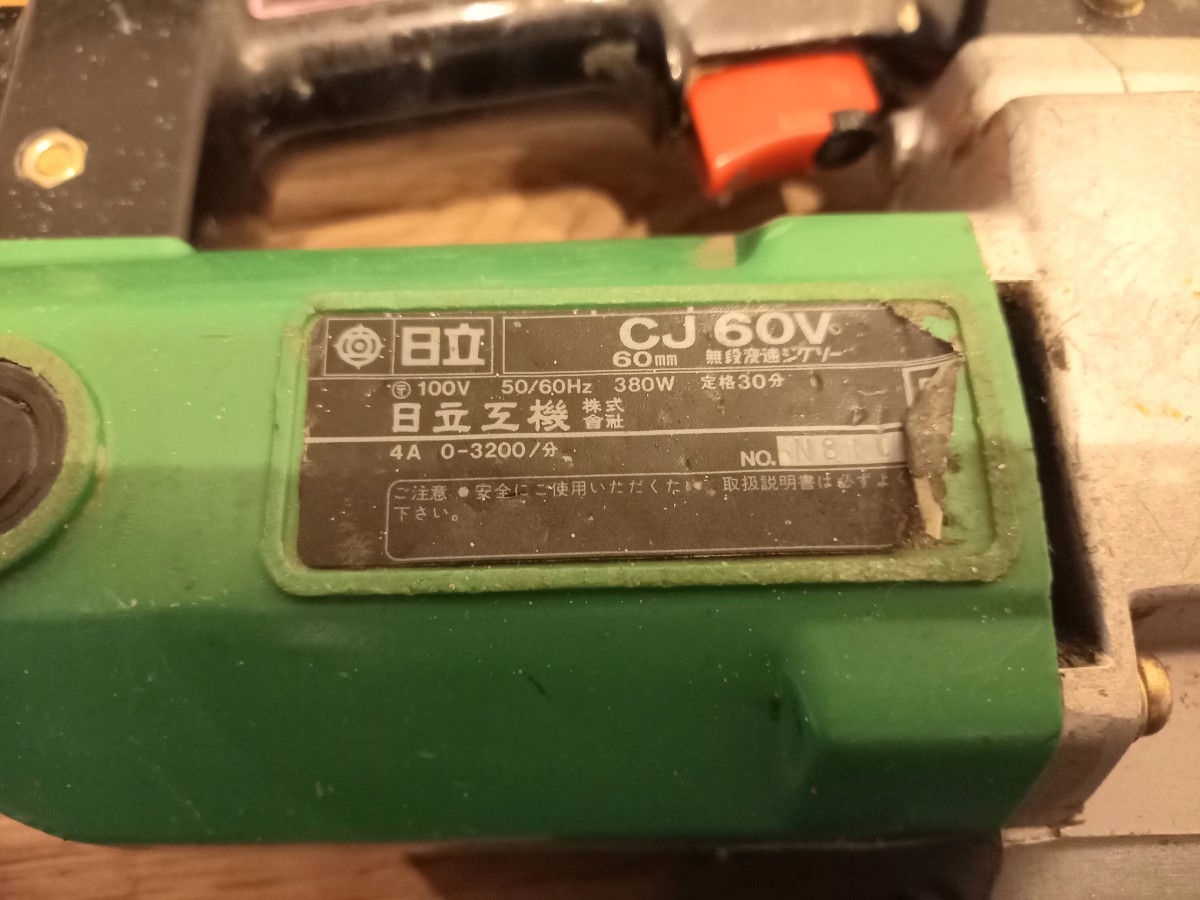 日立 CJ 60V
60mm 無段変速ジグソー
〒 100V 50/60Hz 380W 定格30分
日立工機 株式會社
4A 0-3200/分
NO.
ご注意 ●安全にご使用いただくため 取扱説明書は必ずよ
下さい。